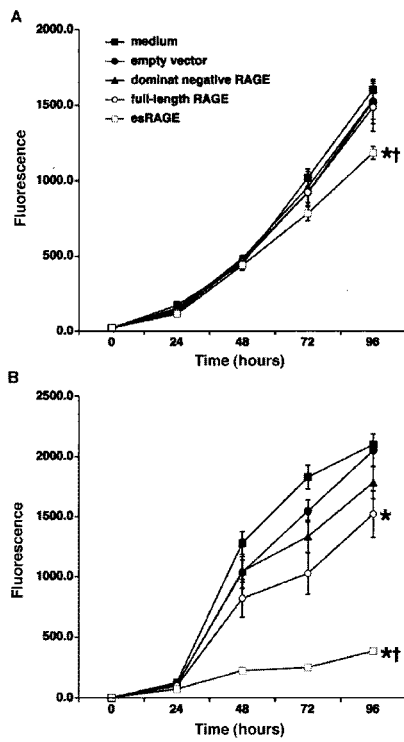 A
2000.0
1500.0
1000.0
500.0
0.0
Fluorescence
medium
empty vector
dominat negative RAGE
full-length RAGE
esRAGE
*†
0 24 48 72 96
Time (hours)
B
2500.0
2000.0
1500.0
1000.0
500.0
0.0
Fluorescence
*
*†
0 24 48 72 96
Time (hours)